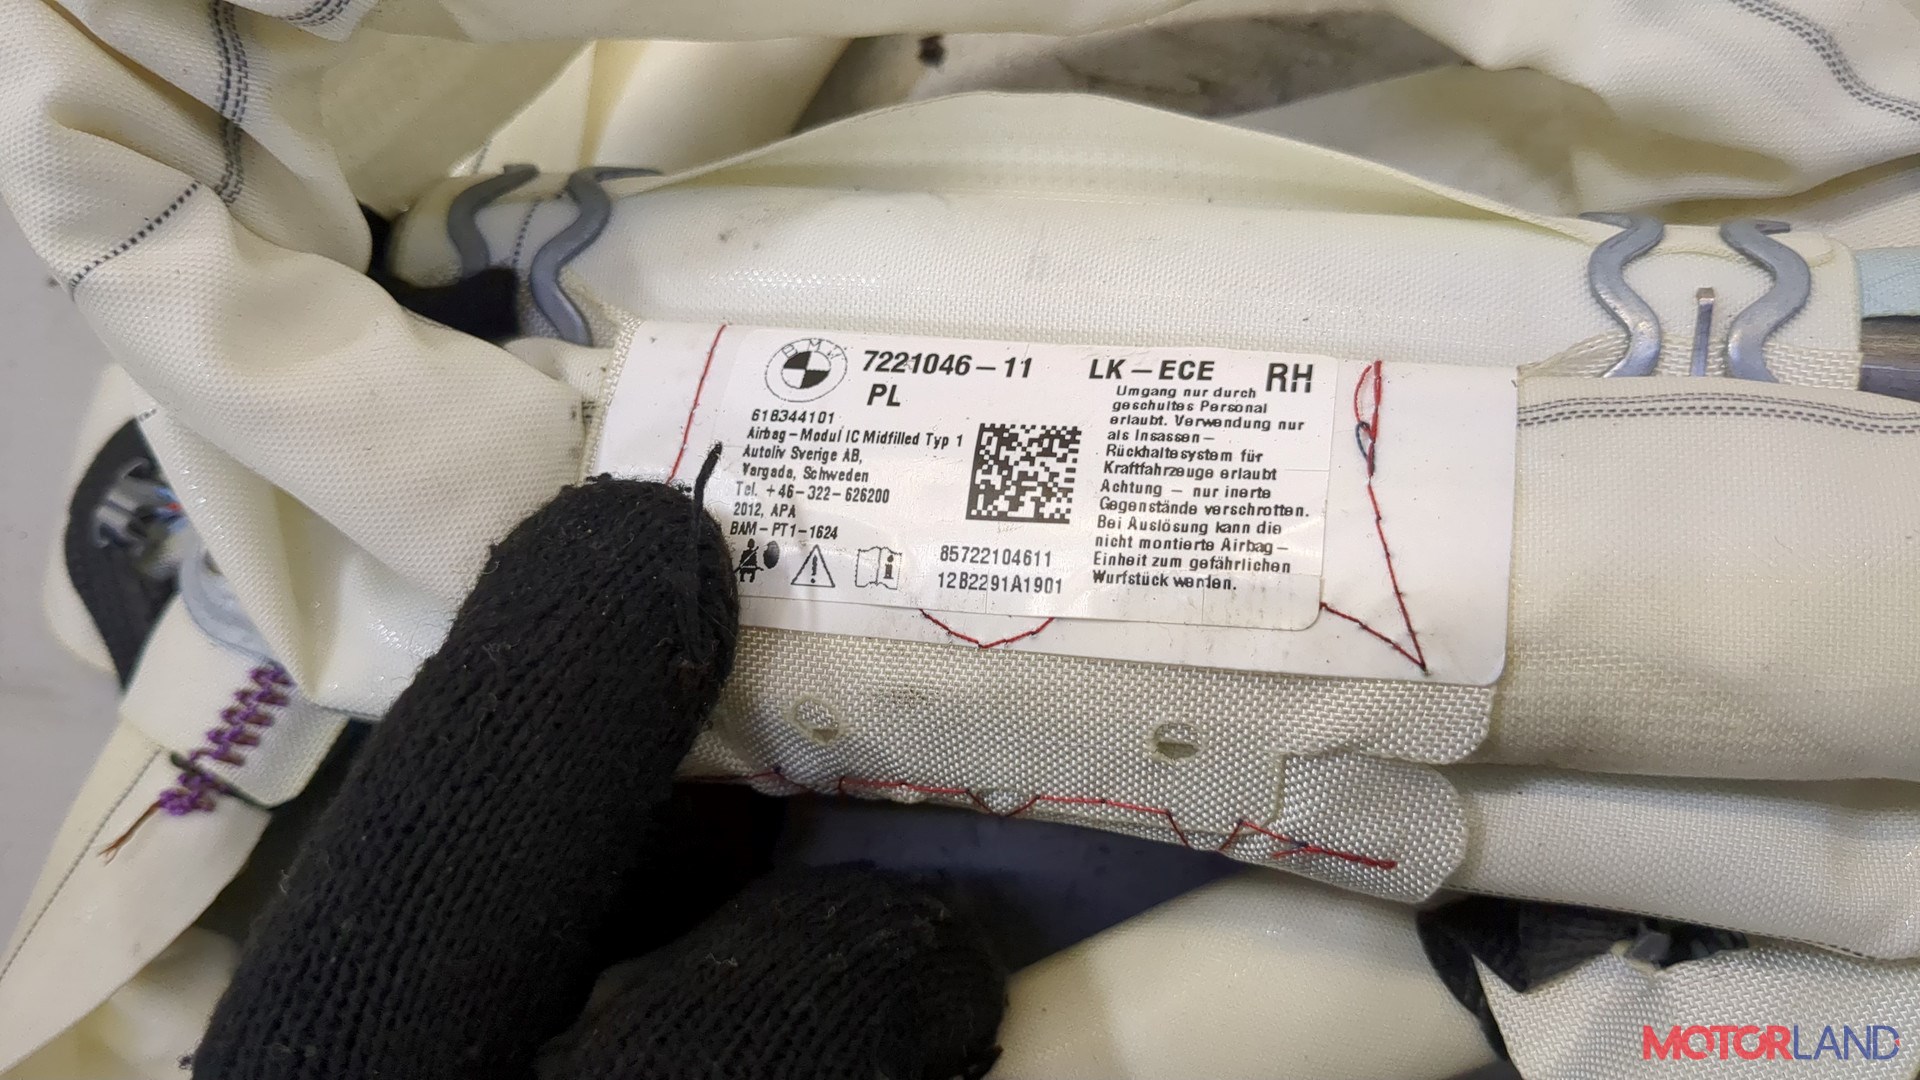 BMW
7221046-11
PL
LK-ECE
RH
618344101
Airbag-Modul IC Midfilled Typ 1
Autoliv Sverige AB,
Vargada, Schweden
Tel. +46-322-626200
2012, APA
BAM-PT1-1624
85722104611
12B2291A1901
Umgang nur durch
geschultes Personal
erlaubt. Verwendung nur
als Insassen-
Rückhaltesystem für
Kraftfahrzeuge erlaubt
Achtung - nur inerte
Gegenstände verschrotten.
Bei Auslösung kann die
nicht montierte Airbag-
Einheit zum gefährlichen
Wurfstück werden.
MOTORLAND